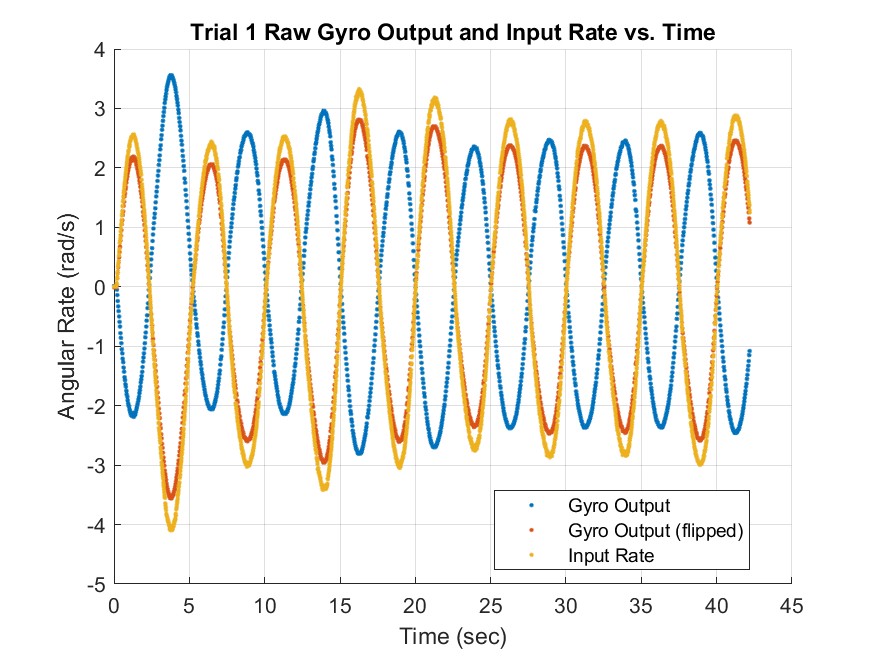 Trial 1 Raw Gyro Output and Input Rate vs. Time
4
3
2
1
0
-1
-2
-3
-4
-5
Angular Rate (rad/s)
Gyro Output
Gyro Output (flipped)
Input Rate
0 5 10 15 20 25 30 35 40 45
Time (sec)